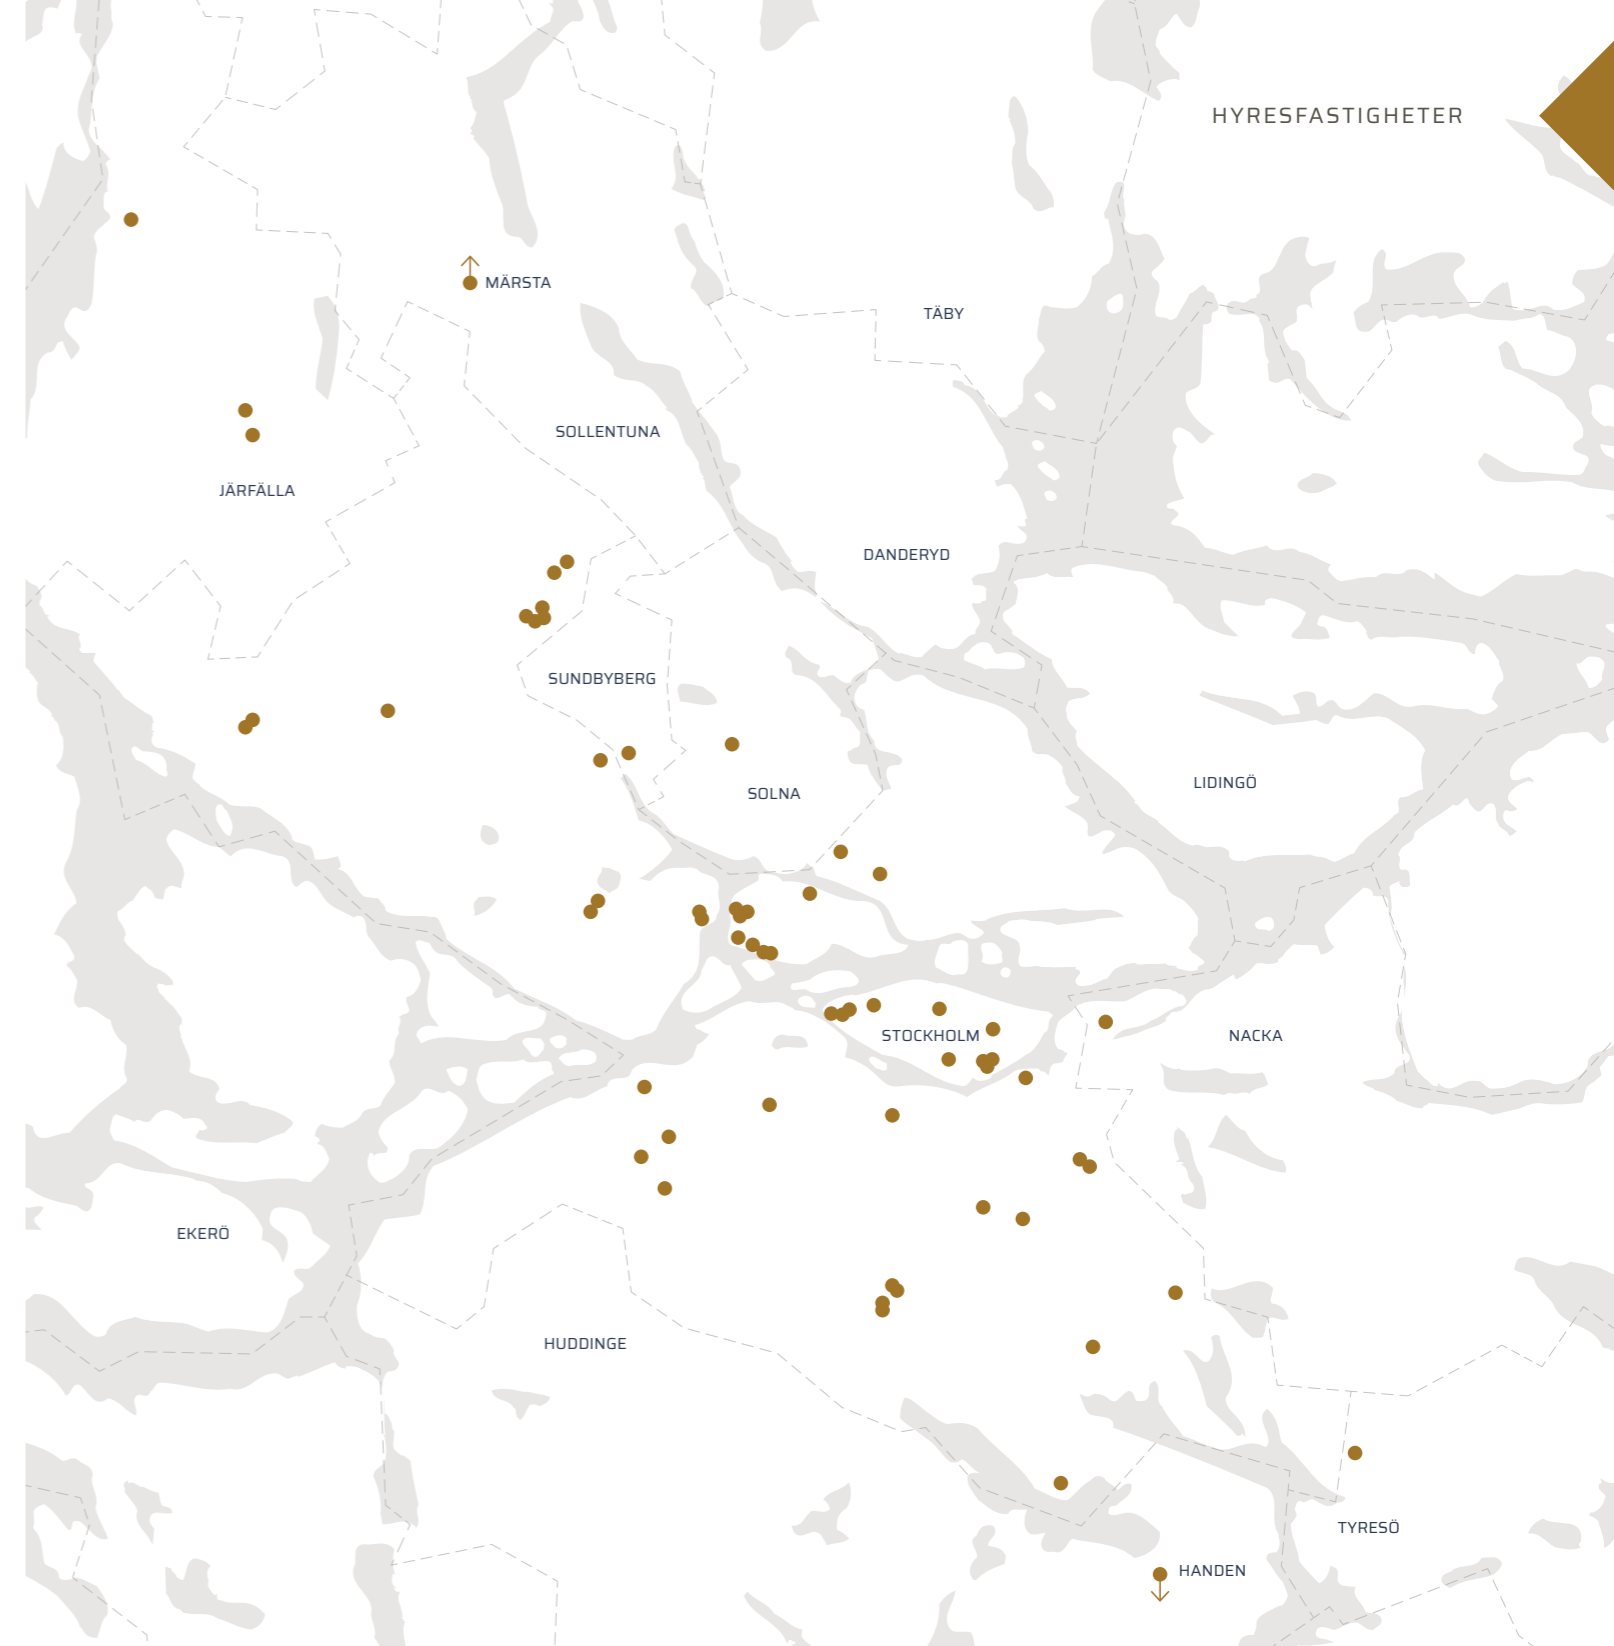 HYRESFASTIGHETER
MÄRSTA
TÄBY
SOLLENTUNA
JÄRFÄLLA
DANDERYD
SUNDBYBERG
LIDINGÖ
SOLNA
STOCKHOLM
NACKA
EKERÖ
HUDDINGE
TYRESÖ
HANDEN